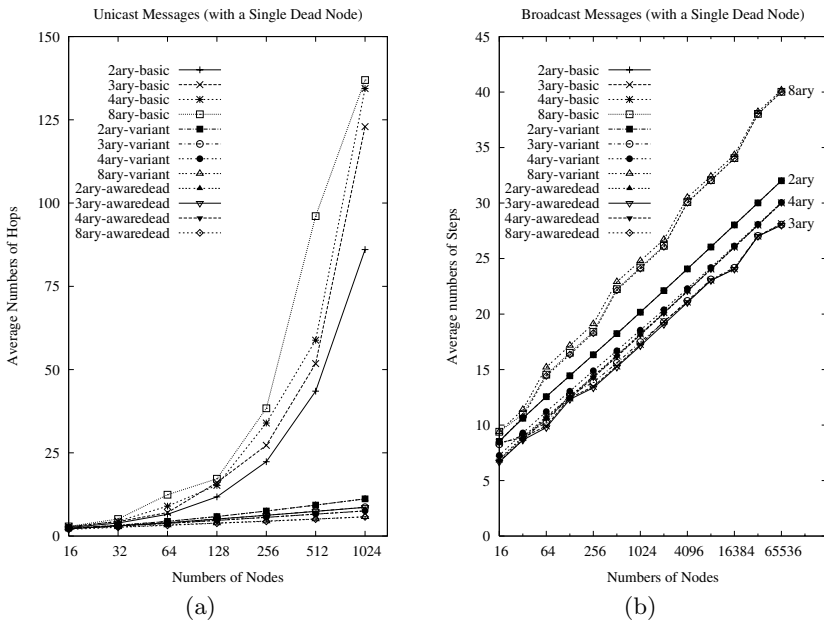 Unicast Messages (with a Single Dead Node)
150
125
100
75
50
25
0
Average Numbers of Hops
2ary-basic
3ary-basic
4ary-basic
8ary-basic
2ary-variant
3ary-variant
4ary-variant
8ary-variant
2ary-awaredead
3ary-awaredead
4ary-awaredead
8ary-awaredead
16 32 64 128 256 512 1024
Numbers of Nodes
(a)
Broadcast Messages (with a Single Dead Node)
45
40
35
30
25
20
15
10
5
0
Average numbers of Steps
2ary-basic
3ary-basic
4ary-basic
8ary-basic
2ary-variant
3ary-variant
4ary-variant
8ary-variant
2ary-awaredead
3ary-awaredead
4ary-awaredead
8ary-awaredead
8ary
2ary
4ary
3ary
16 64 256 1024 4096 16384 65536
Numbers of Nodes
(b)